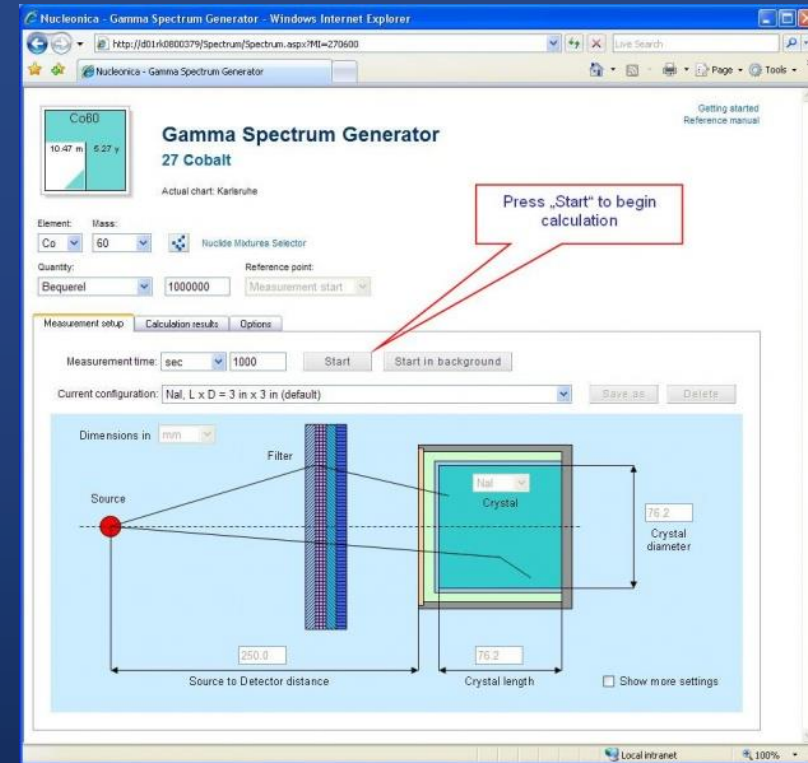 Nucleonica - Gamma Spectrum Generator - Windows Internet Explorer
http://d01rk0800379/Spectrum/Spectrum.aspx?MI=270600
Live Search
Nucleonica - Gamma Spectrum Generator
Page
Tools
Co60
10.47 m
5.27 y
Gamma Spectrum Generator
27 Cobalt
Actual chart: Karlsruhe
Getting started
Reference manual
Press „Start“ to begin
calculation
Element:
Mass:
Co
60
Nuclide Mixtures Selector
Quantity:
Reference point:
Bequerel
1000000
Measurement start
Measurement setup
Calculation results
Options
Measurement time:
sec
1000
Start
Start in background
Current configuration:
NaI, L x D = 3 in x 3 in (default)
Save as
Delete
Dimensions in
mm
Filter
Source
NaI
Crystal
76.2
Crystal
diameter
250.0
76.2
Source to Detector distance
Crystal length
Show more settings
Local intranet
100%